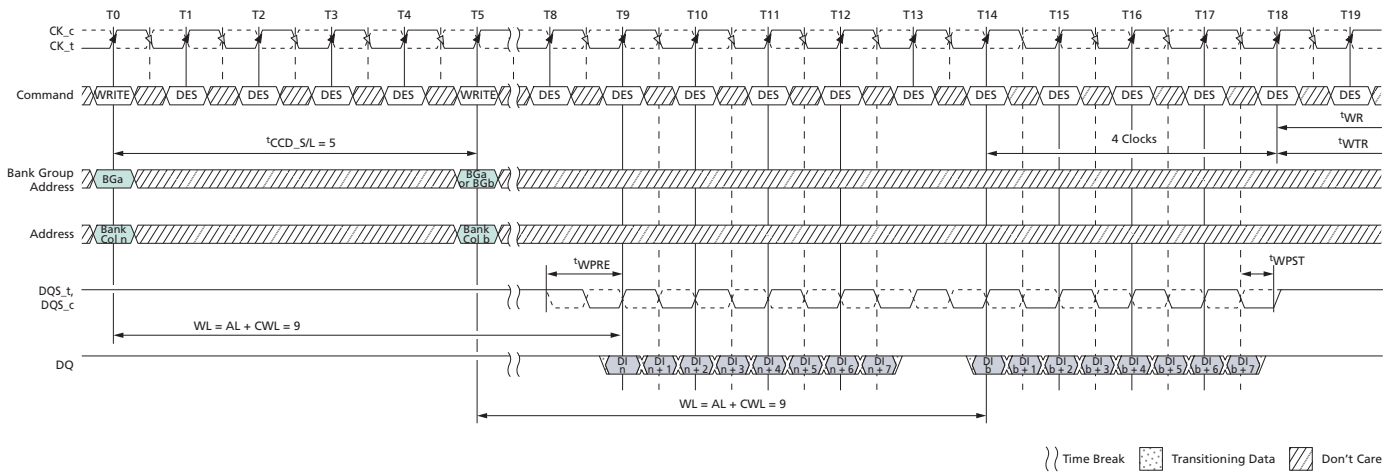 T0 T1 T2 T3 T4 T5 T8 T9 T10 T11 T12 T13 T14 T15 T16 T17 T18 T19
CK_c
CK_t
Command WRITE DES DES DES DES WRITE DES DES DES DES DES DES DES DES DES DES DES DES
tWR
tCCD_S/L = 5 4 Clocks tWTR
Bank Group
Address
BGa
BGa
or BGb
Address
Bank
Col n
Bank
Col b
tWPRE tWPST
DQS_t,
DQS_c
WL = AL + CWL = 9
DQ
DI
n
DI
n + 1
DI
n + 2
DI
n + 3
DI
n + 4
DI
n + 5
DI
n + 6
DI
n + 7
DI
b
DI
b + 1
DI
b + 2
DI
b + 3
DI
b + 4
DI
b + 5
DI
b + 6
DI
b + 7
WL = AL + CWL = 9
Time Break Transitioning Data Don't Care